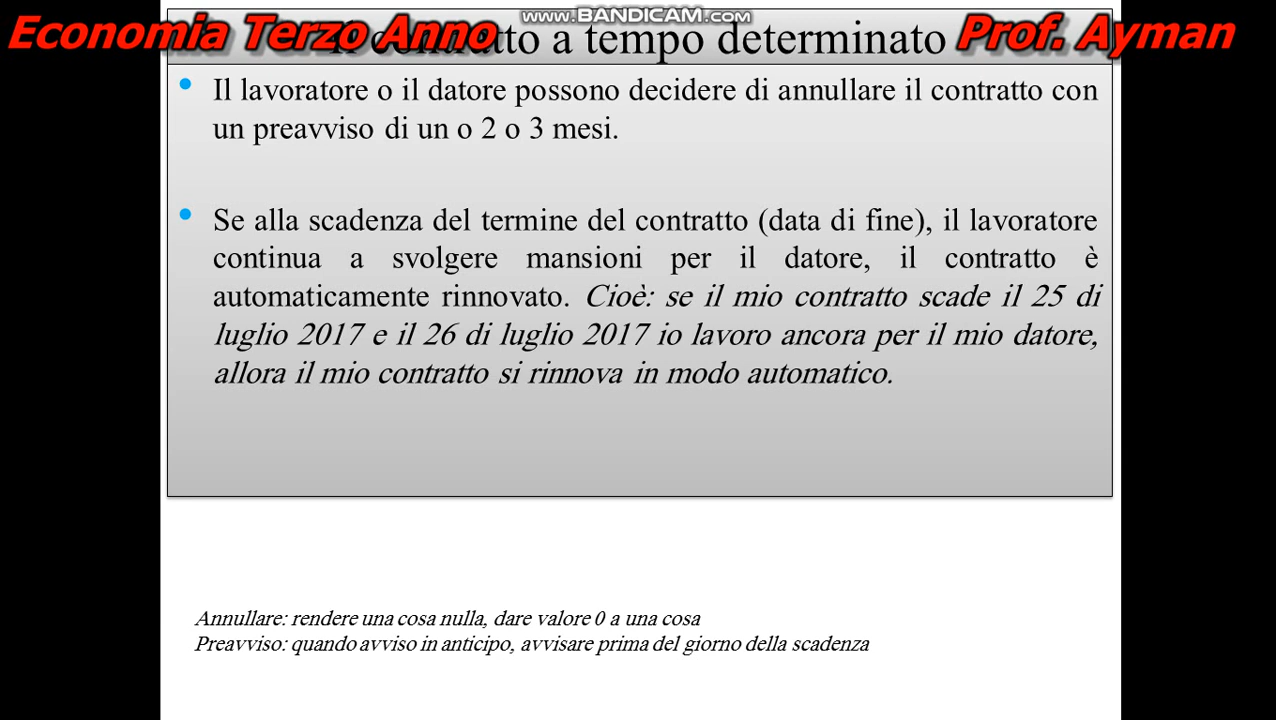 www.BANDICAM.com
Economia Terzo Anno
contratto a tempo determinato
Prof. Ayman
Il lavoratore o il datore possono decidere di annullare il contratto con
un preavviso di un o 2 o 3 mesi.
Se alla scadenza del termine del contratto (data di fine), il lavoratore
continua a svolgere mansioni per il datore, il contratto è
automaticamente rinnovato. Cioè: se il mio contratto scade il 25 di
luglio 2017 e il 26 di luglio 2017 io lavoro ancora per il mio datore,
allora il mio contratto si rinnova in modo automatico.
Annullare: rendere una cosa nulla, dare valore 0 a una cosa
Preavviso: quando avviso in anticipo, avvisare prima del giorno della scadenza